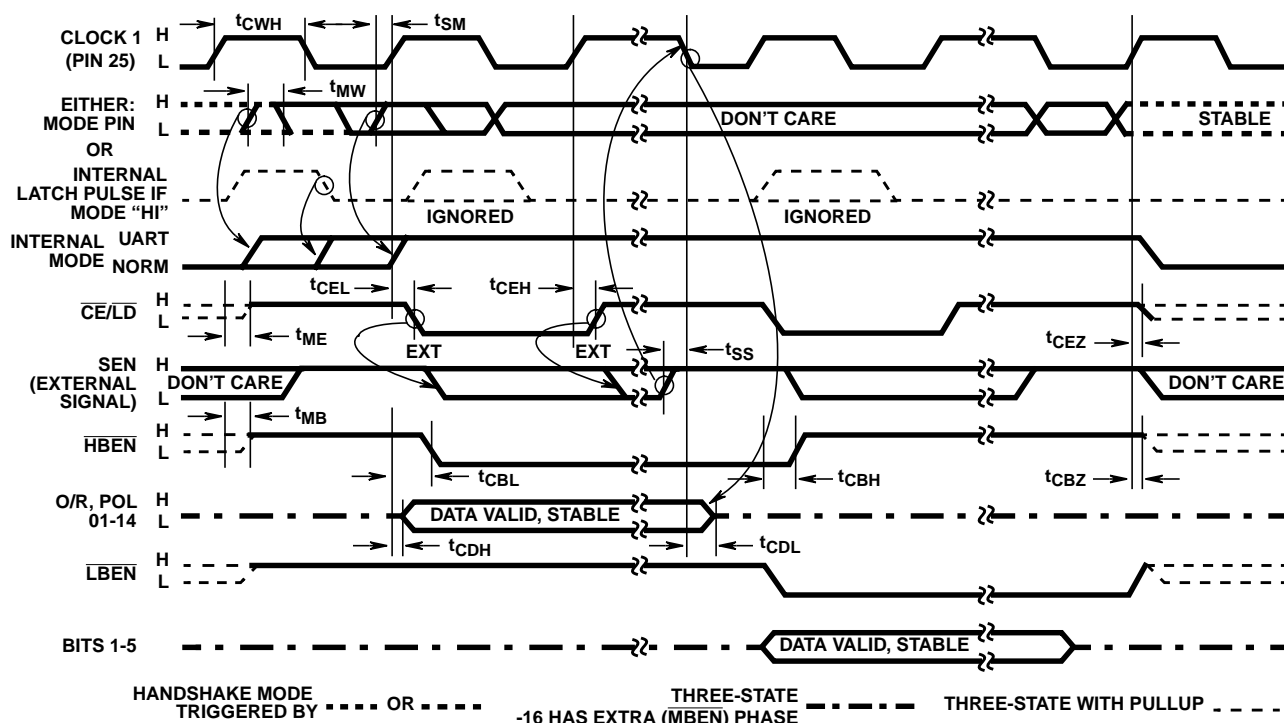 tCWH
tSM
CLOCK 1
(PIN 25)
H
L
tMW
EITHER:
MODE PIN
H
L
DON'T CARE
STABLE
OR
INTERNAL
LATCH PULSE IF
MODE “HI”
IGNORED
IGNORED
INTERNAL
MODE
UART
NORM
tCEL
tCEH
CE/LD
H
L
tME
EXT
EXT
tSS
tCEZ
SEN
(EXTERNAL
SIGNAL)
H
L
DON'T CARE
DON'T CARE
tMB
HBEN
H
L
tCBL
tCBH
tCBZ
O/R, POL
01-14
H
L
DATA VALID, STABLE
tCDH
tCDL
LBEN
H
L
BITS 1-5
DATA VALID, STABLE
HANDSHAKE MODE
TRIGGERED BY
OR
THREE-STATE
-16 HAS EXTRA (MBEN) PHASE
THREE-STATE WITH PULLUP